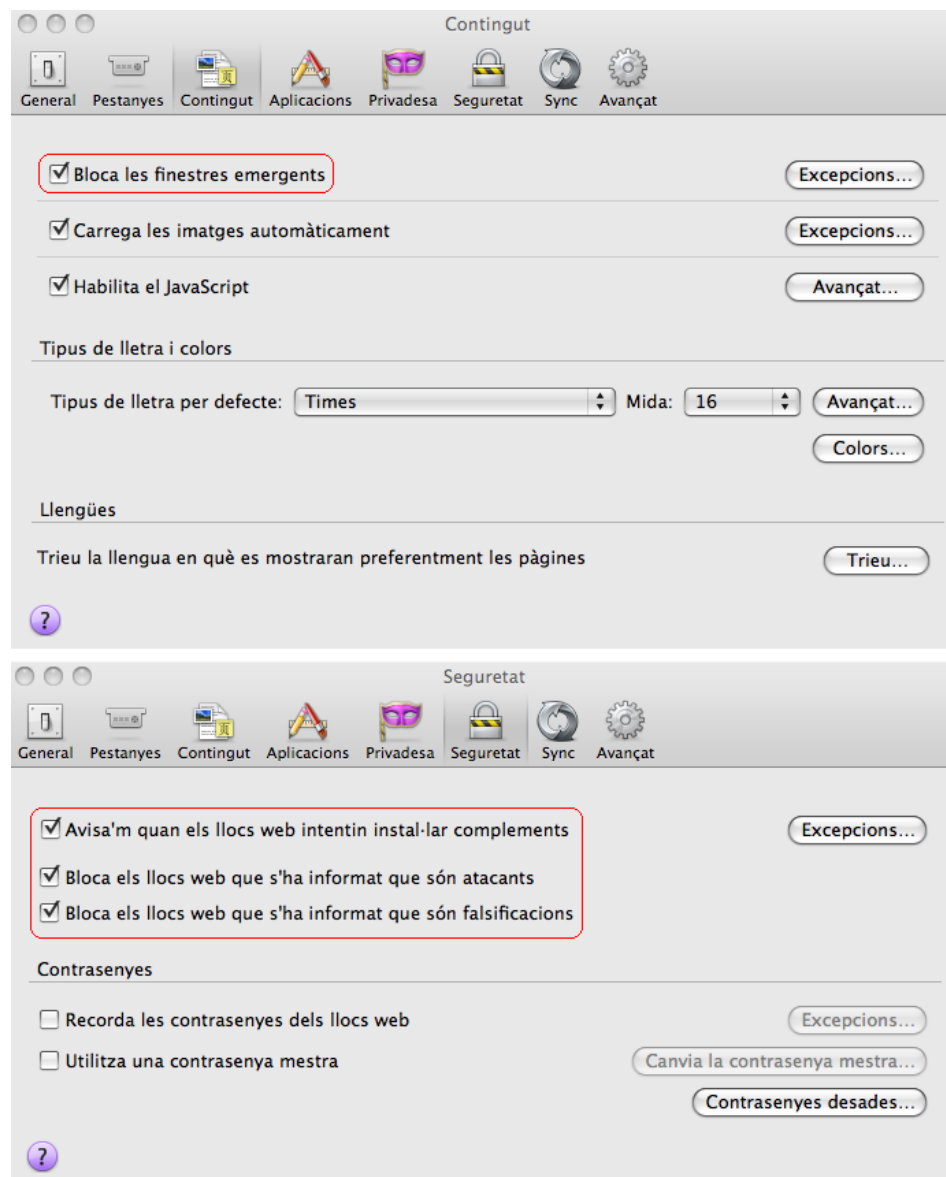 Contingut
General Pestanyes Contingut Aplicacions Privadesa Seguretat Sync Avançat
Bloca les finestres emergents Excepcions...
Carrega les imatges automàticament Excepcions...
Habilita el JavaScript Avançat...
Tipus de lletra i colors
Tipus de lletra per defecte: Times Mida: 16 Avançat...
Colors...
Llengües
Trieu la llengua en què es mostraran preferentment les pàgines Trieu...
?
Seguretat
General Pestanyes Contingut Aplicacions Privadesa Seguretat Sync Avançat
Avisa'm quan els llocs web intentin instal·lar complements Excepcions...
Bloca els llocs web que s'ha informat que són atacants
Bloca els llocs web que s'ha informat que són falsificacions
Contrasenyes
Recorda les contrasenyes dels llocs web Excepcions...
Utilitza una contrasenya mestra Canvia la contrasenya mestra...
Contrasenyes desades...
?